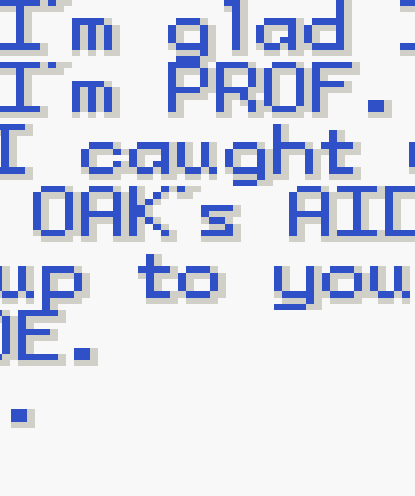 I'm glad I
I'm PROF.
I caught
OAK's AID
up to you
E.
.